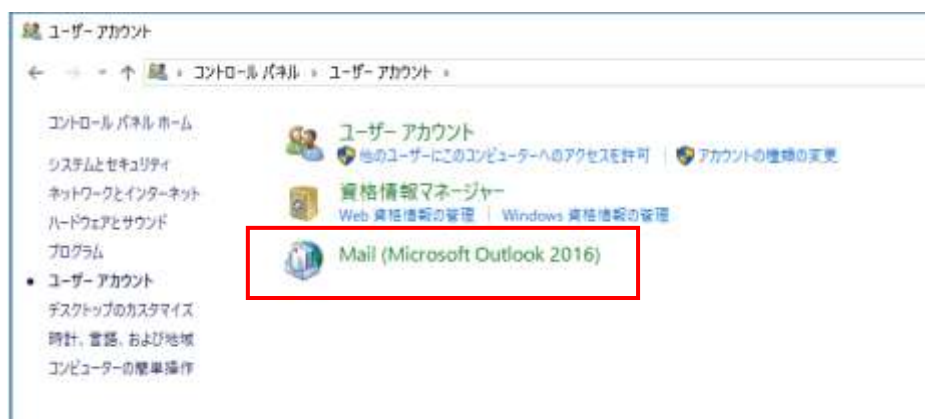 ユーザー アカウント
コントロール パネル › ユーザー アカウント ›
コントロール パネル ホーム
システムとセキュリティ
ネットワークとインターネット
ハードウェアとサウンド
プログラム
ユーザー アカウント
デスクトップのカスタマイズ
時計、言語、および地域
コンピューターの簡単操作
ユーザー アカウント
他のユーザーにこのコンピューターへのアクセスを許可 | アカウントの種類の変更
資格情報マネージャー
Web 資格情報の管理 | Windows 資格情報の管理
Mail (Microsoft Outlook 2016)